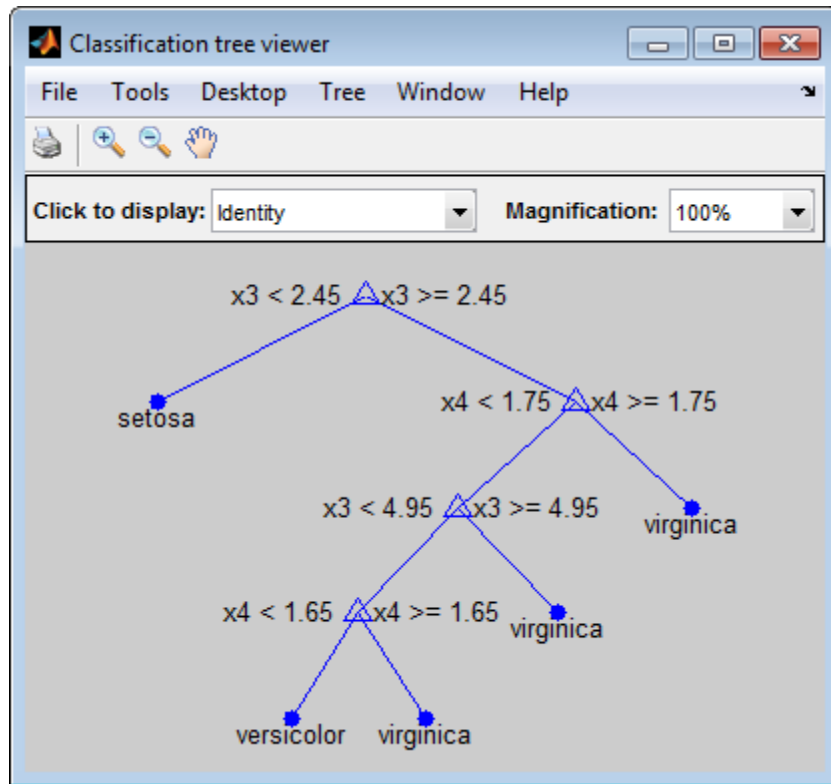 Classification tree viewer
File Tools Desktop Tree Window Help
Click to display: Identity Magnification: 100%
x3 < 2.45 x3 >= 2.45
setosa
x4 < 1.75 x4 >= 1.75
x3 < 4.95 x3 >= 4.95
virginica
x4 < 1.65 x4 >= 1.65
virginica
versicolor virginica